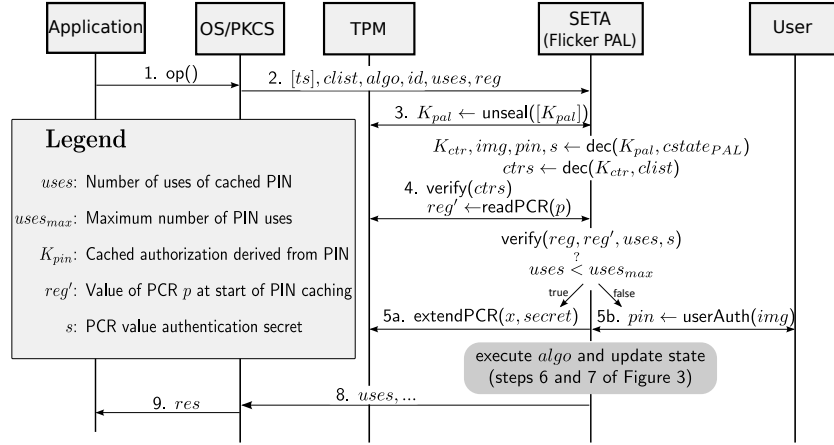 Application
OS/PKCS
TPM
SETA
(Flicker PAL)
User
1. op()
2. [ts], clist, algo, id, uses, reg
3. K_pal ← unseal([K_pal])
K_ctr, img, pin, s ← dec(K_pal, cstate_PAL)
ctrs ← dec(K_ctr, clist)
4. verify(ctrs)
reg′ ←readPCR(p)
verify(reg, reg′, uses, s)
?
uses < uses_max
true
false
5a. extendPCR(x, secret)
5b. pin ← userAuth(img)
execute algo and update state
(steps 6 and 7 of Figure 3)
8. uses, ...
9. res
Legend
uses: Number of uses of cached PIN
uses_max: Maximum number of PIN uses
K_pin: Cached authorization derived from PIN
reg′: Value of PCR p at start of PIN caching
s: PCR value authentication secret